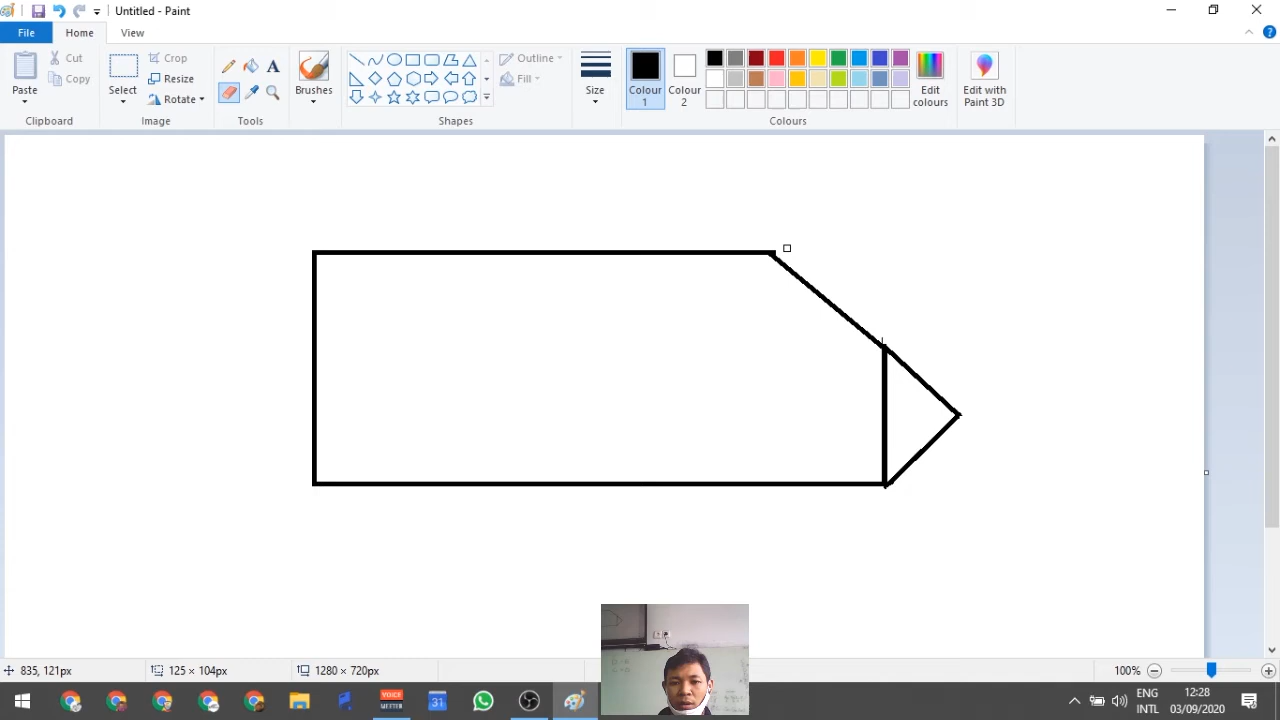 Untitled - Paint
File Home View
Paste
Cut
Copy
Clipboard
Select
Crop
Resize
Rotate
Image
A
Tools
Brushes
Shapes
Outline
Fill
Size
Colour 1
Colour 2
Edit colours
Colours
Edit with Paint 3D
835, 121px
125 × 104px
1280 × 720px
100%
VOICE
31
ENG
INTL
12:28
03/09/2020